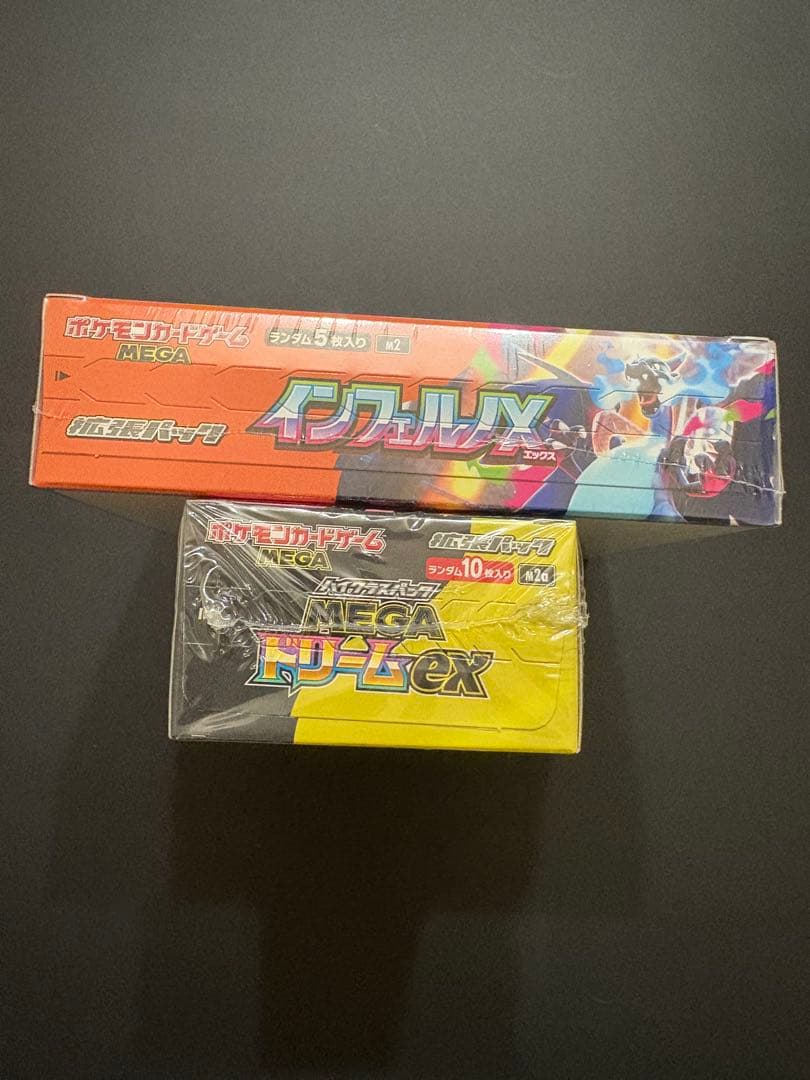 ポケモンカードゲーム
MEGA
ランダム5枚入り
M2
拡張パック
インフェルノX
エックス
ポケモンカードゲーム
MEGA
拡張パック
ランダム10枚入り
M2a
ハイクラスパック
MEGA
ドリームex